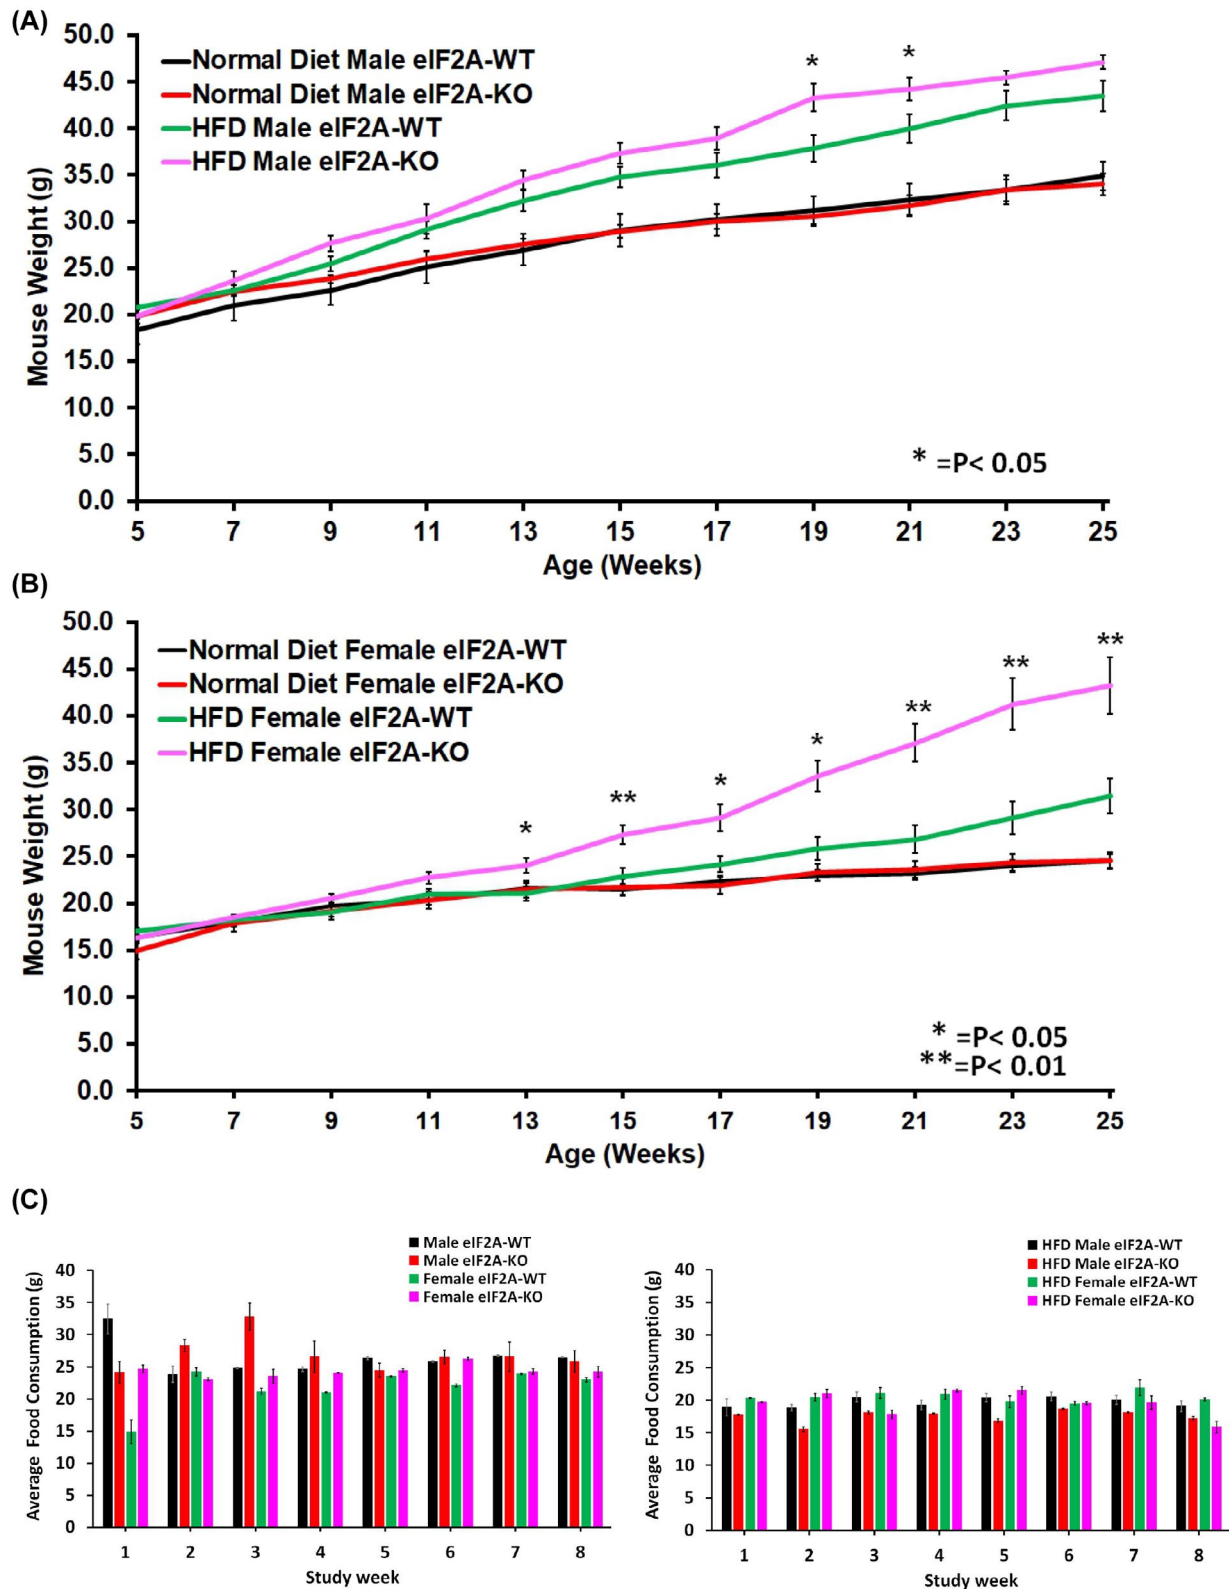 (A)
50.0
45.0
40.0
35.0
30.0
25.0
20.0
15.0
10.0
5.0
0.0
Mouse Weight (g)
Normal Diet Male eIF2A-WT
Normal Diet Male eIF2A-KO
HFD Male eIF2A-WT
HFD Male eIF2A-KO
* *
* =P< 0.05
5 7 9 11 13 15 17 19 21 23 25
Age (Weeks)
(B)
50.0
45.0
40.0
35.0
30.0
25.0
20.0
15.0
10.0
5.0
0.0
Mouse Weight (g)
Normal Diet Female eIF2A-WT
Normal Diet Female eIF2A-KO
HFD Female eIF2A-WT
HFD Female eIF2A-KO
* ** * * ** ** **
* =P< 0.05
**=P< 0.01
5 7 9 11 13 15 17 19 21 23 25
Age (Weeks)
(C)
Male eIF2A-WT
Male eIF2A-KO
Female eIF2A-WT
Female eIF2A-KO
40
35
30
25
20
15
10
5
0
Average Food Consumption (g)
1 2 3 4 5 6 7 8
Study week
HFD Male eIF2A-WT
HFD Male eIF2A-KO
HFD Female eIF2A-WT
HFD Female eIF2A-KO
40
35
30
25
20
15
10
5
0
Average Food Consumption (g)
1 2 3 4 5 6 7 8
Study week